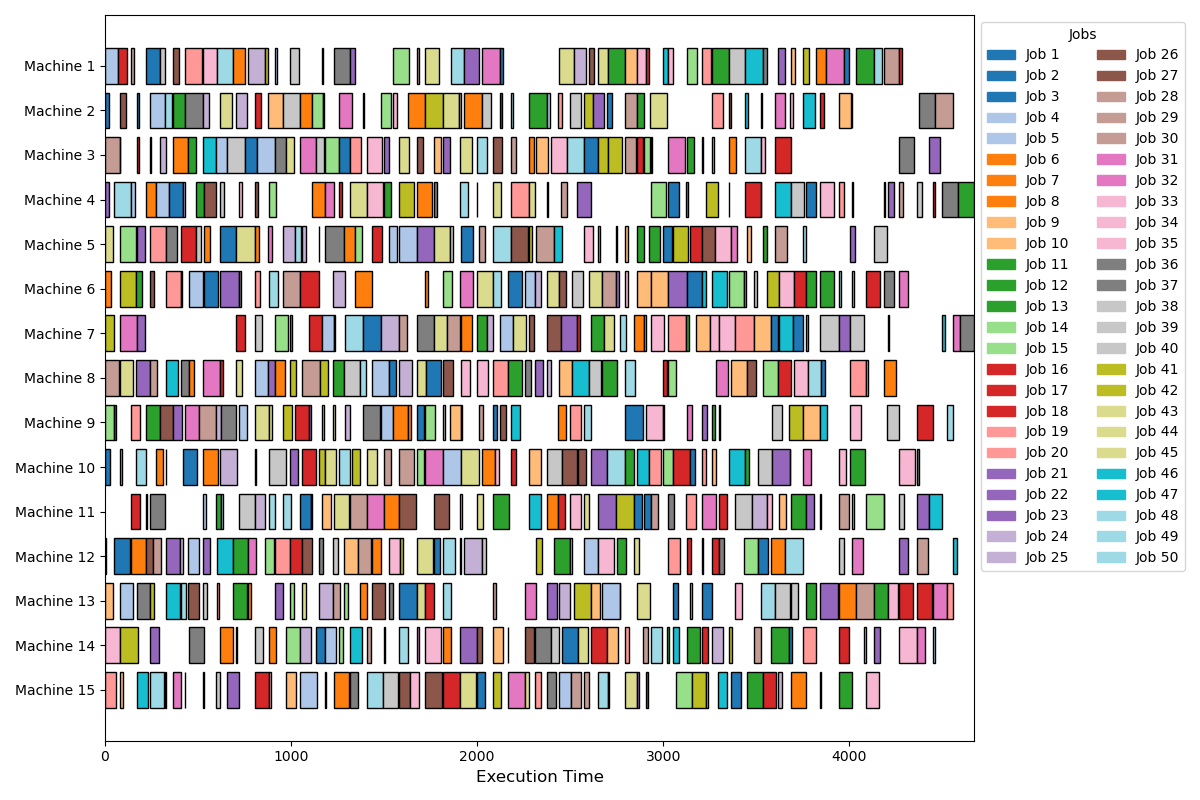 Machine 1
Machine 2
Machine 3
Machine 4
Machine 5
Machine 6
Machine 7
Machine 8
Machine 9
Machine 10
Machine 11
Machine 12
Machine 13
Machine 14
Machine 15
0 1000 2000 3000 4000
Execution Time
Jobs
Job 1
Job 2
Job 3
Job 4
Job 5
Job 6
Job 7
Job 8
Job 9
Job 10
Job 11
Job 12
Job 13
Job 14
Job 15
Job 16
Job 17
Job 18
Job 19
Job 20
Job 21
Job 22
Job 23
Job 24
Job 25
Job 26
Job 27
Job 28
Job 29
Job 30
Job 31
Job 32
Job 33
Job 34
Job 35
Job 36
Job 37
Job 38
Job 39
Job 40
Job 41
Job 42
Job 43
Job 44
Job 45
Job 46
Job 47
Job 48
Job 49
Job 50